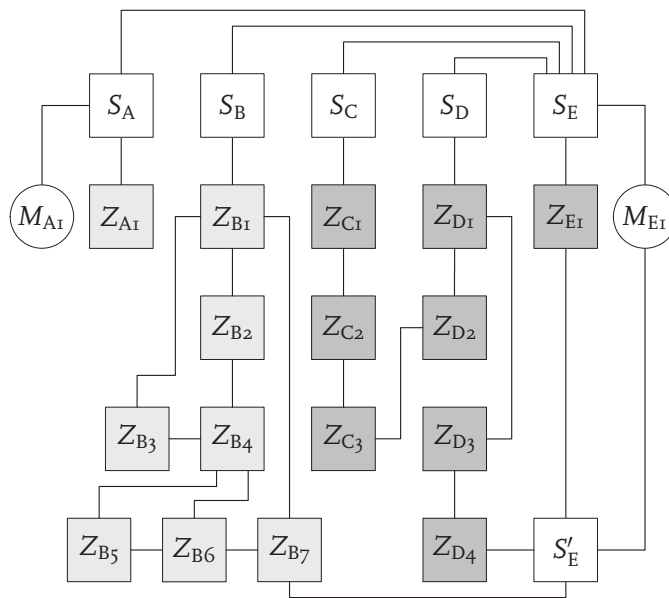 S_A S_B S_C S_D S_E
M_A1 Z_A1 Z_B1 Z_C1 Z_D1 Z_E1 M_E1
Z_B2 Z_C2 Z_D2
Z_B3 Z_B4 Z_C3 Z_D3
Z_B5 Z_B6 Z_B7 Z_D4 S′_E